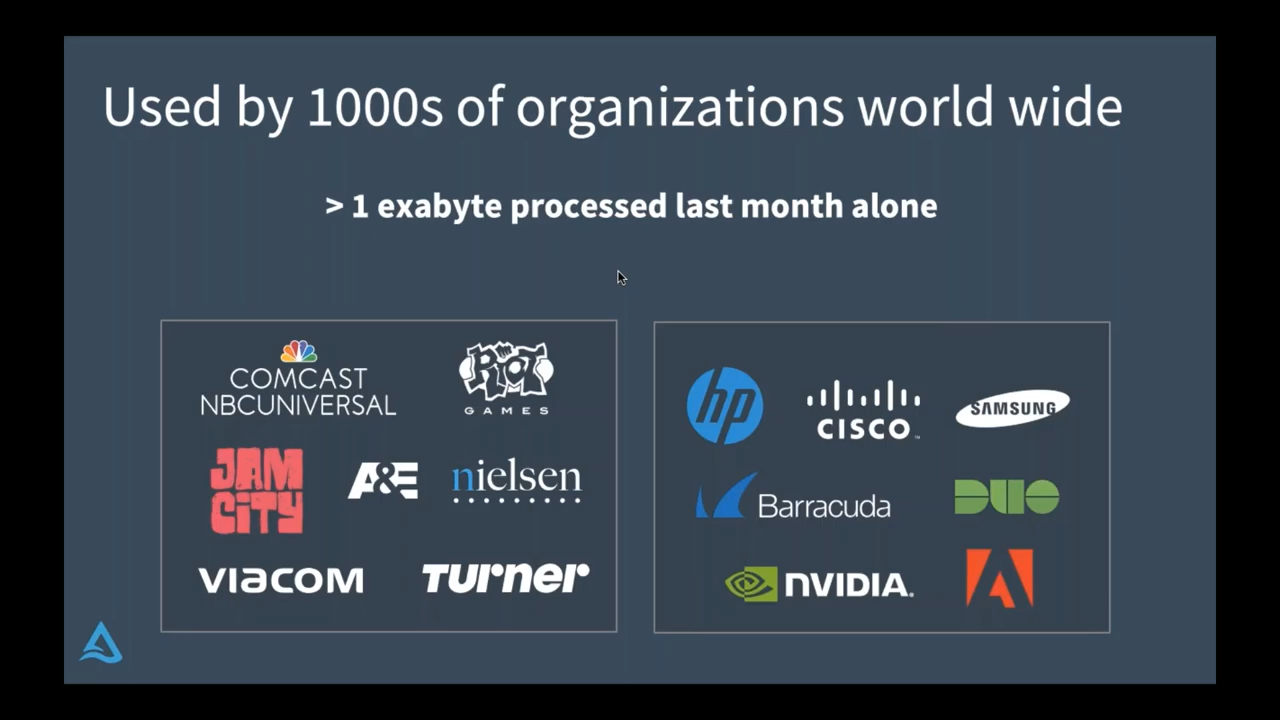 Used by 1000s of organizations world wide
> 1 exabyte processed last month alone
COMCAST
NBCUNIVERSAL
RIOT
GAMES
JAM
CITY
A&E
nielsen
VIACOM
Turner
hp
CISCO
SAMSUNG
Barracuda
DUO
NVIDIA.